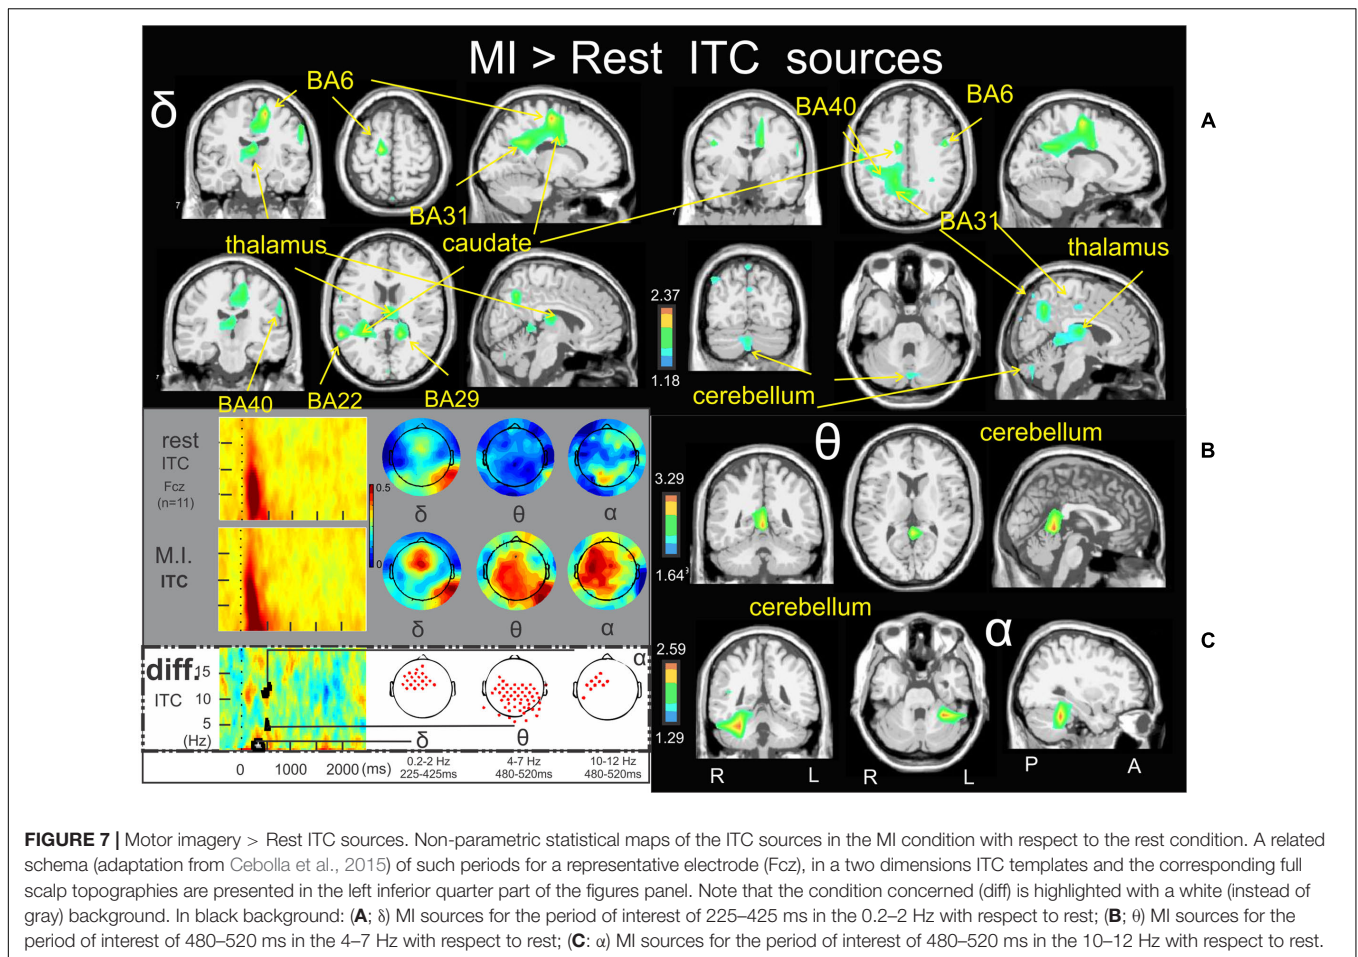 MI > Rest ITC sources
δ
BA6
BA40
BA6
A
BA31
BA31
thalamus
caudate
thalamus
7
7
7
2.37
1.18
cerebellum
BA40
BA22
BA29
rest
ITC
Fcz
(n=11)
0.5
0
δ
θ
α
M.I.
ITC
δ
θ
α
diff.
ITC
15
10
5
(Hz)
α
δ
θ
0
1000
2000 (ms)
0.2-2 Hz
225-425ms
4-7 Hz
480-520ms
10-12 Hz
480-520ms
θ
cerebellum
B
3.29
1.64
cerebellum
α
C
2.59
1.29
R
L
R
L
P
A
FIGURE 7 | Motor imagery > Rest ITC sources. Non-parametric statistical maps of the ITC sources in the MI condition with respect to the rest condition. A related
schema (adaptation from Cebolla et al., 2015) of such periods for a representative electrode (Fcz), in a two dimensions ITC templates and the corresponding full
scalp topographies are presented in the left inferior quarter part of the figures panel. Note that the condition concerned (diff) is highlighted with a white (instead of
gray) background. In black background: (A; δ) MI sources for the period of interest of 225–425 ms in the 0.2–2 Hz with respect to rest; (B; θ) MI sources for the
period of interest of 480–520 ms in the 4–7 Hz with respect to rest; (C: α) MI sources for the period of interest of 480–520 ms in the 10–12 Hz with respect to rest.